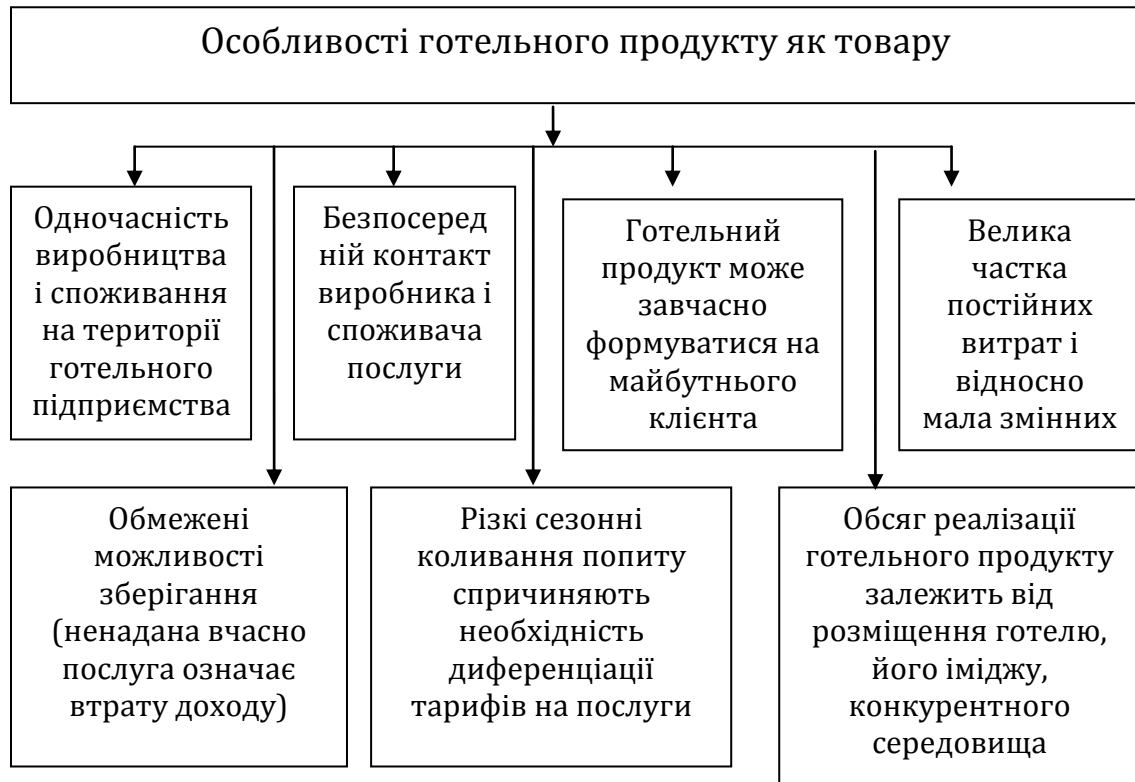 Особливості готельного продукту як товару
Одночасність
виробництва
і споживання
на території
готельного
підприємства
Безпосеред
ній контакт
виробника і
споживача
послуги
Готельний
продукт може
завчасно
формуватися на
майбутнього
клієнта
Велика
частка
постійних
витрат і
відносно
мала змінних
Обмежені
можливості
зберігання
(ненадана вчасно
послуга означає
втрату доходу)
Різкі сезонні
коливання попиту
спричиняють
необхідність
диференціації
тарифів на послуги
Обсяг реалізації
готельного продукту
залежить від
розміщення готелю,
його іміджу,
конкурентного
середовища